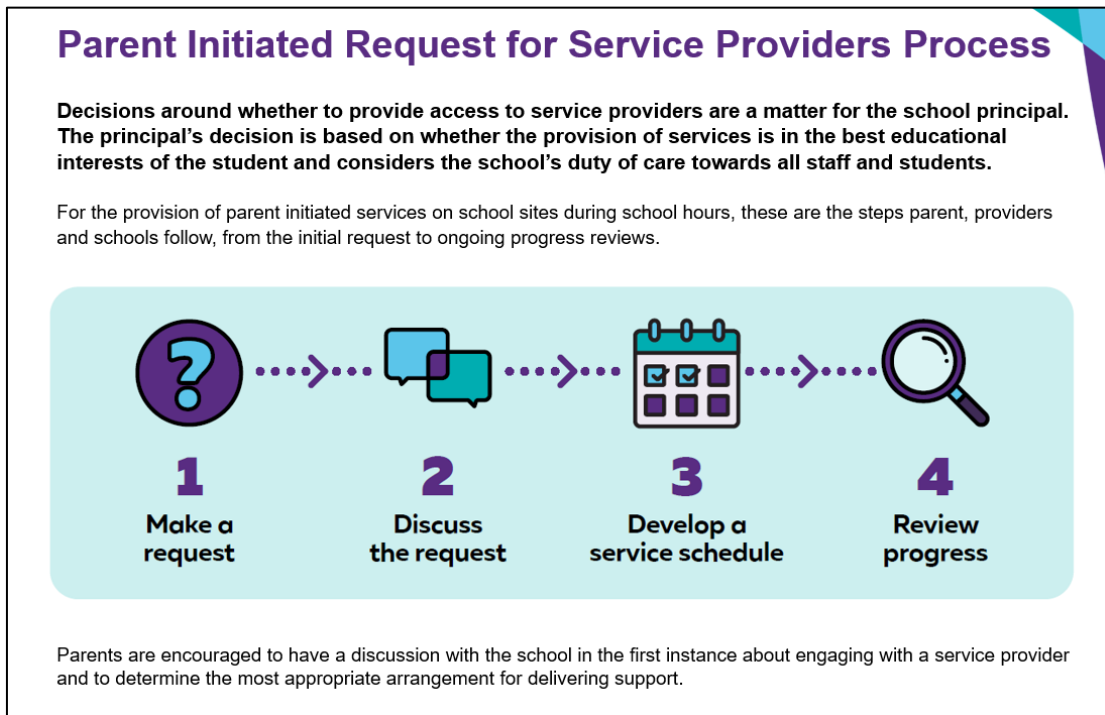 Parent Initiated Request for Service Providers Process
Decisions around whether to provide access to service providers are a matter for the school principal.
The principal's decision is based on whether the provision of services is in the best educational
interests of the student and considers the school's duty of care towards all staff and students.
For the provision of parent initiated services on school sites during school hours, these are the steps parent, providers
and schools follow, from the initial request to ongoing progress reviews.
?
1
Make a
request
2
Discuss
the request
3
Develop a
service schedule
4
Review
progress
Parents are encouraged to have a discussion with the school in the first instance about engaging with a service provider
and to determine the most appropriate arrangement for delivering support.